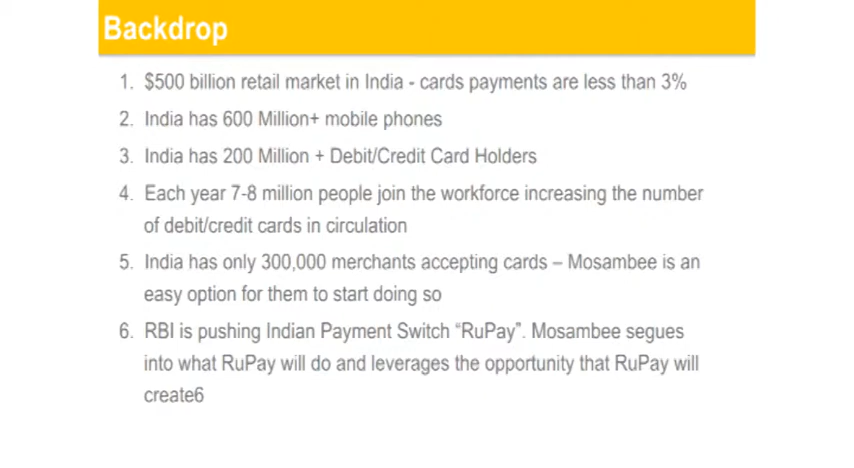 Backdrop
1. $500 billion retail market in India - cards payments are less than 3%
2. India has 600 Million+ mobile phones
3. India has 200 Million + Debit/Credit Card Holders
4. Each year 7-8 million people join the workforce increasing the number
of debit/credit cards in circulation
5. India has only 300,000 merchants accepting cards – Mosambee is an
easy option for them to start doing so
6. RBI is pushing Indian Payment Switch “RuPay”. Mosambee segues
into what RuPay will do and leverages the opportunity that RuPay will
create6